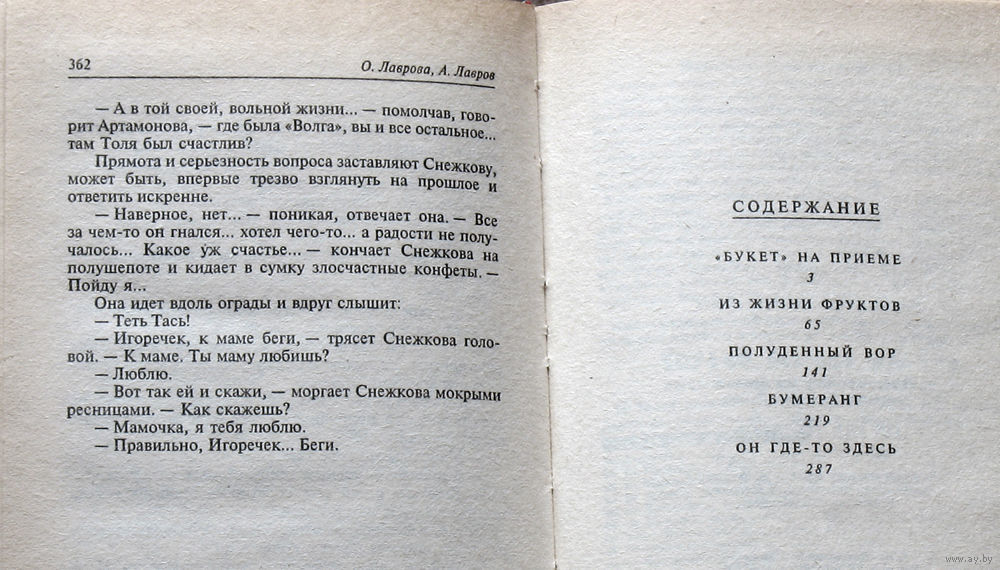 362
О. Лаврова, А. Лавров
— А в той своей, вольной жизни... — помолчав, гово-
рит Артамонова, — где была «Волга», вы и все остальное...
там Толя был счастлив?
Прямота и серьезность вопроса заставляют Снежкову,
может быть, впервые трезво взглянуть на прошлое и
ответить искренне.
— Наверное, нет... — поникая, отвечает она. — Все
за чем-то он гнался... хотел чего-то... а радости не полу-
чалось... Какое уж счастье... — кончает Снежкова на
полушепоте и кидает в сумку злосчастные конфеты. —
Пойду я...
Она идет вдоль ограды и вдруг слышит:
— Теть Тась!
— Игоречек, к маме беги, — трясет Снежкова голо-
вой. — К маме. Ты маму любишь?
— Люблю.
— Вот так ей и скажи, — моргает Снежкова мокрыми
ресницами. — Как скажешь?
— Мамочка, я тебя люблю.
— Правильно, Игоречек... Беги.
СОДЕРЖАНИЕ
«БУКЕТ» НА ПРИЕМЕ
3
ИЗ ЖИЗНИ ФРУКТОВ
65
ПОЛУДЕННЫЙ ВОР
141
БУМЕРАНГ
219
ОН ГДЕ-ТО ЗДЕСЬ
287
www.ay.by